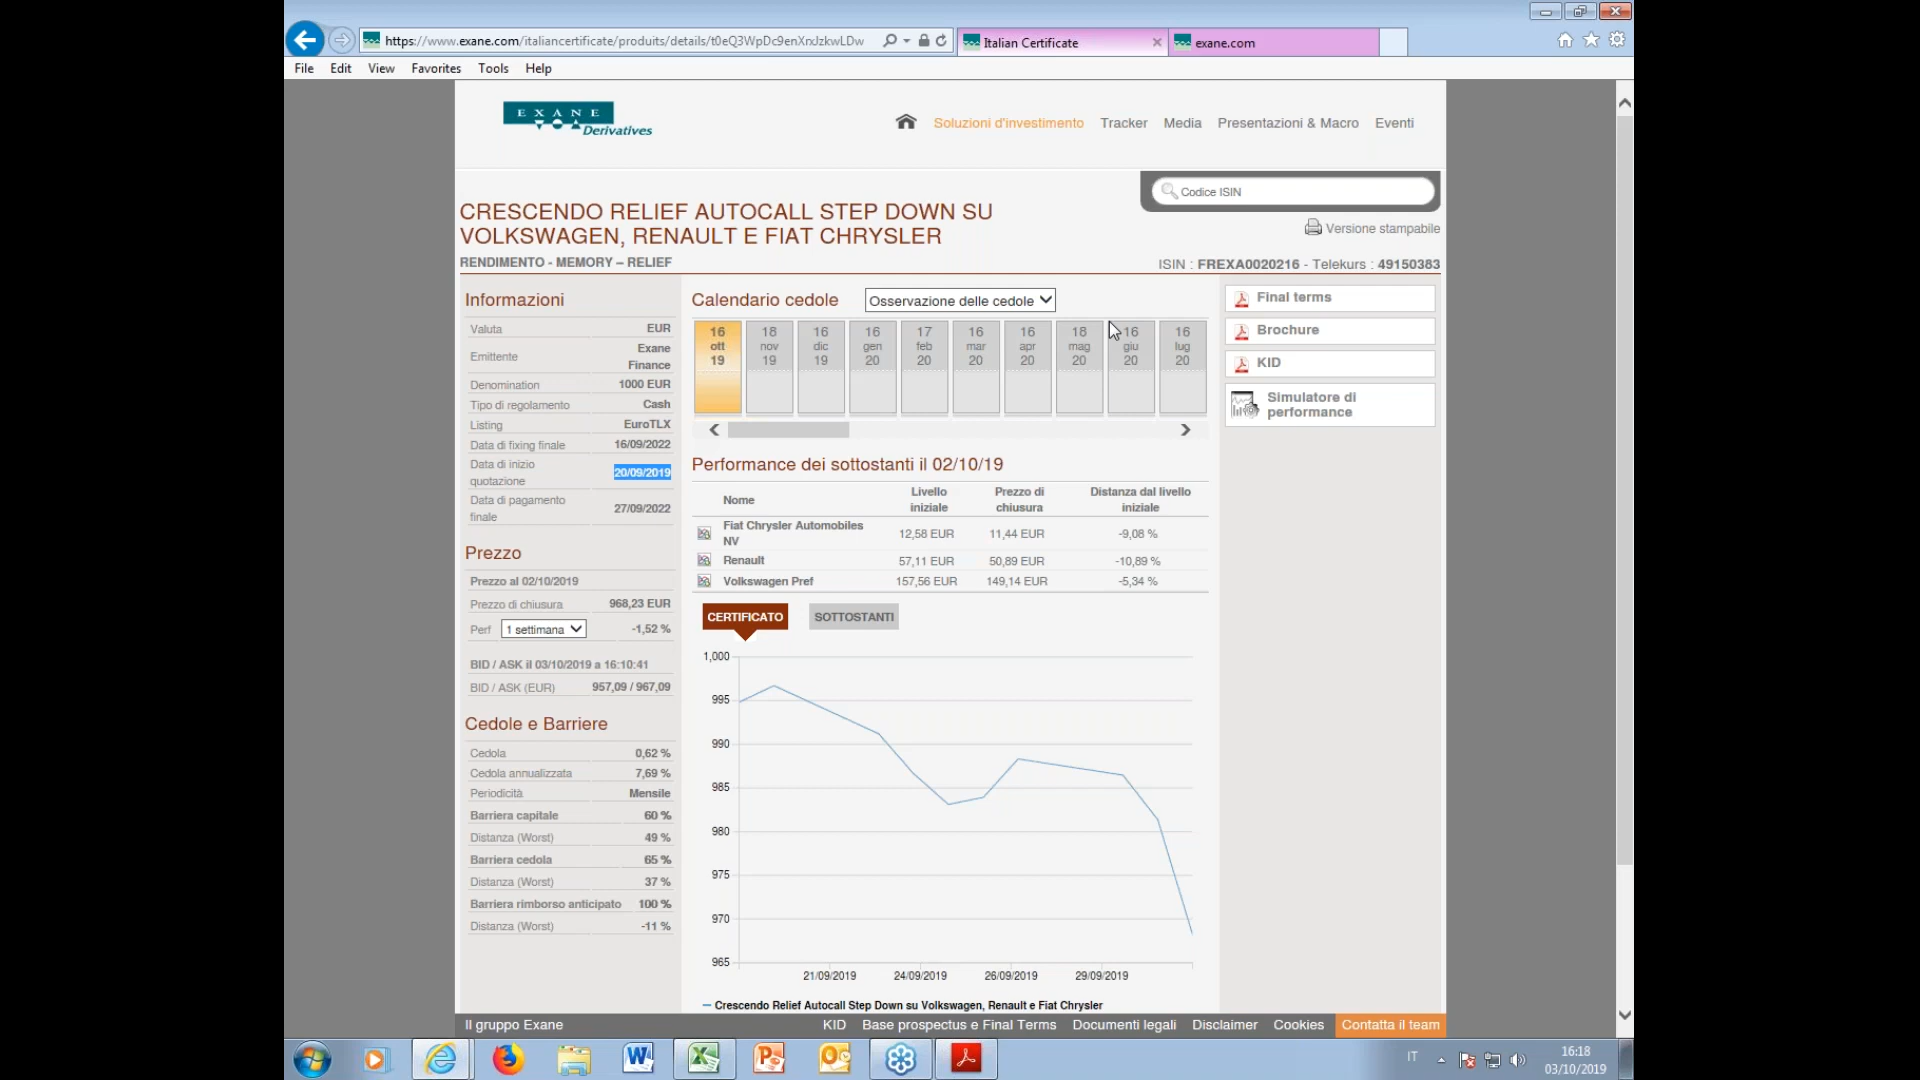 https://www.exane.com/italiancertificate/produits/details/
Italian Certificate
exane.com
File Edit View Favorites Tools Help
EXANE
Derivatives
Soluzioni d'investimento Tracker Media Presentazioni & Macro Eventi
Codice ISIN
CRESCENDO RELIEF AUTOCALL STEP DOWN SU
VOLKSWAGEN, RENAULT E FIAT CHRYSLER
Versione stampabile
RENDIMENTO - MEMORY – RELIEF
ISIN : FREXA0020216 - Telekurs : 49150383
Informazioni
Valuta EUR
Emittente Exane Finance
Denomination 1000 EUR
Tipo di regolamento Cash
Listing EuroTLX
Data di fixing finale 16/09/2022
Data di inizio quotazione 20/09/2019
Data di pagamento finale 27/09/2022
Prezzo
Prezzo al 02/10/2019
Prezzo di chiusura 968,23 EUR
Perf 1 settimana -1,52 %
BID / ASK il 03/10/2019 a 16:10:41
BID / ASK (EUR) 957,09 / 967,09
Cedole e Barriere
Cedola 0,62 %
Cedola annualizzata 7,69 %
Periodicità Mensile
Barriera capitale 60 %
Distanza (Worst) 49 %
Barriera cedola 65 %
Distanza (Worst) 37 %
Barriera rimborso anticipato 100 %
Distanza (Worst) -11 %
Calendario cedole Osservazione delle cedole
16 18 16 16 17 16 16 18 16 16
ott nov dic gen feb mar apr mag giu lug
19 19 19 20 20 20 20 20 20 20
Performance dei sottostanti il 02/10/19
Nome Livello iniziale Prezzo di chiusura Distanza dal livello iniziale
Fiat Chrysler Automobiles NV 12,58 EUR 11,44 EUR -9,08 %
Renault 57,11 EUR 50,89 EUR -10,89 %
Volkswagen Pref 157,56 EUR 149,14 EUR -5,34 %
CERTIFICATO SOTTOSTANTI
1,000
995
990
985
980
975
970
965
21/09/2019 24/09/2019 26/09/2019 29/09/2019
Crescendo Relief Autocall Step Down su Volkswagen, Renault e Fiat Chrysler
Final terms
Brochure
KID
Simulatore di
performance
Il gruppo Exane KID Base prospectus e Final Terms Documenti legali Disclaimer Cookies Contatta il team
IT
16:18
03/10/2019